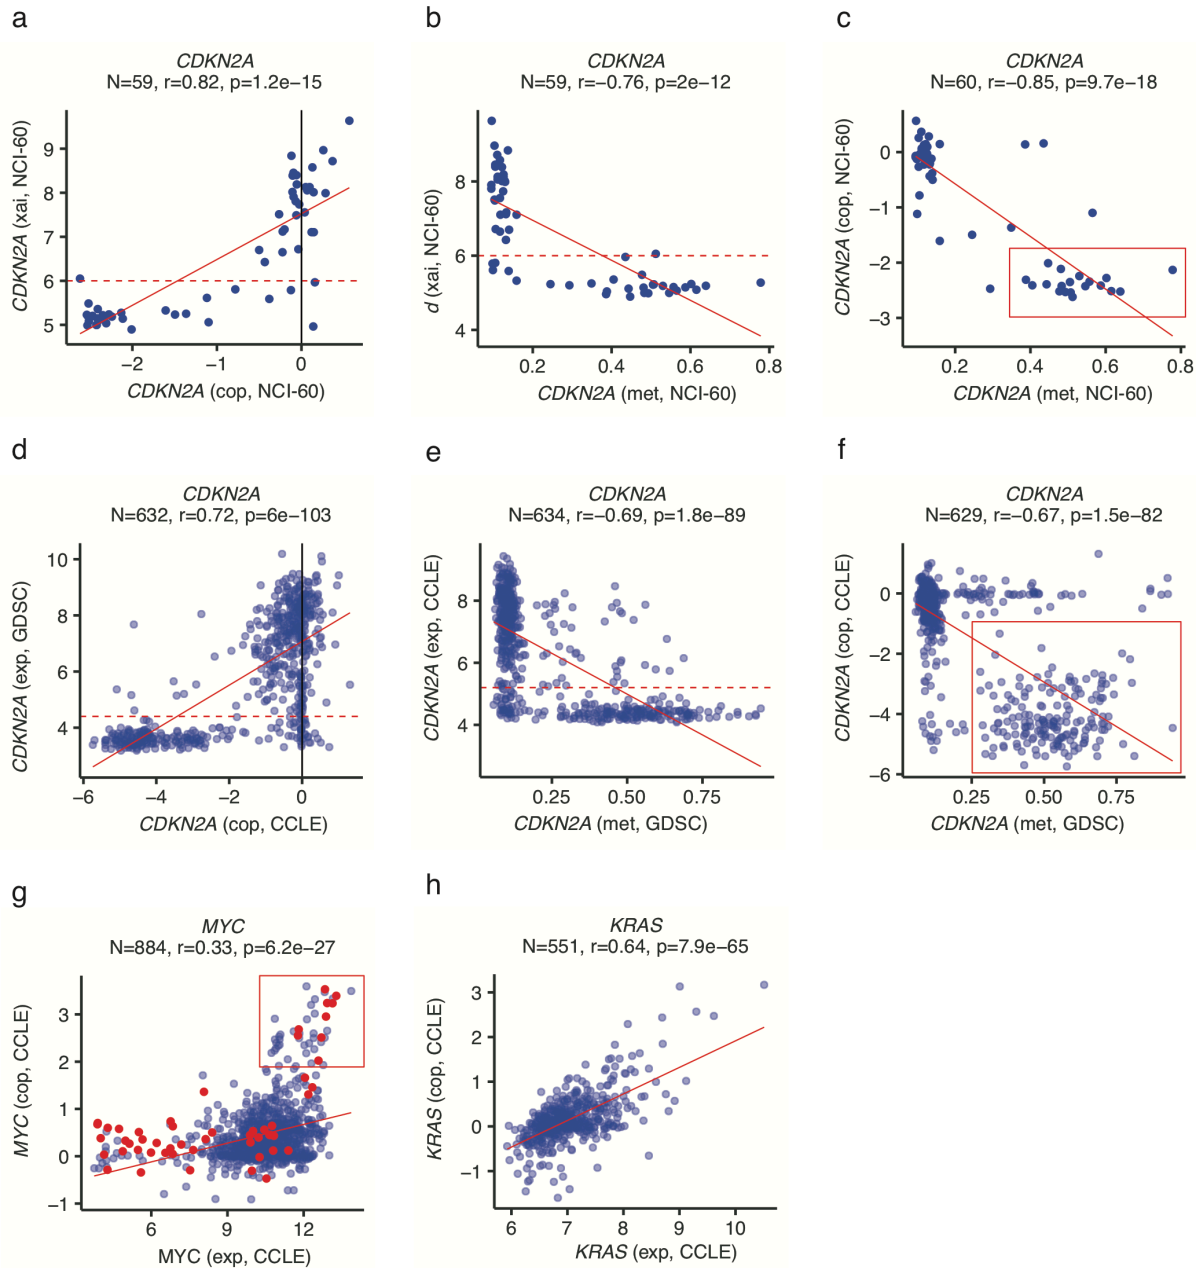 a
CDKN2A
N=59, r=0.82, p=1.2e−15
CDKN2A (xai, NCI-60)
9
8
7
6
5
−2
−1
0
CDKN2A (cop, NCI-60)
b
CDKN2A
N=59, r=−0.76, p=2e−12
d (xai, NCI-60)
8
6
4
0.2
0.4
0.6
0.8
CDKN2A (met, NCI-60)
c
CDKN2A
N=60, r=−0.85, p=9.7e−18
CDKN2A (cop, NCI-60)
0
−1
−2
−3
0.2
0.4
0.6
0.8
CDKN2A (met, NCI-60)
d
CDKN2A
N=632, r=0.72, p=6e−103
CDKN2A (exp, GDSC)
10
8
6
4
−6
−4
−2
0
CDKN2A (cop, CCLE)
e
CDKN2A
N=634, r=−0.69, p=1.8e−89
CDKN2A (exp, CCLE)
8
6
4
0.25
0.50
0.75
CDKN2A (met, GDSC)
f
CDKN2A
N=629, r=−0.67, p=1.5e−82
CDKN2A (cop, CCLE)
0
−2
−4
−6
0.25
0.50
0.75
CDKN2A (met, GDSC)
g
MYC
N=884, r=0.33, p=6.2e−27
MYC (cop, CCLE)
3
2
1
0
−1
6
9
12
MYC (exp, CCLE)
h
KRAS
N=551, r=0.64, p=7.9e−65
KRAS (cop, CCLE)
3
2
1
0
−1
6
7
8
9
10
KRAS (exp, CCLE)